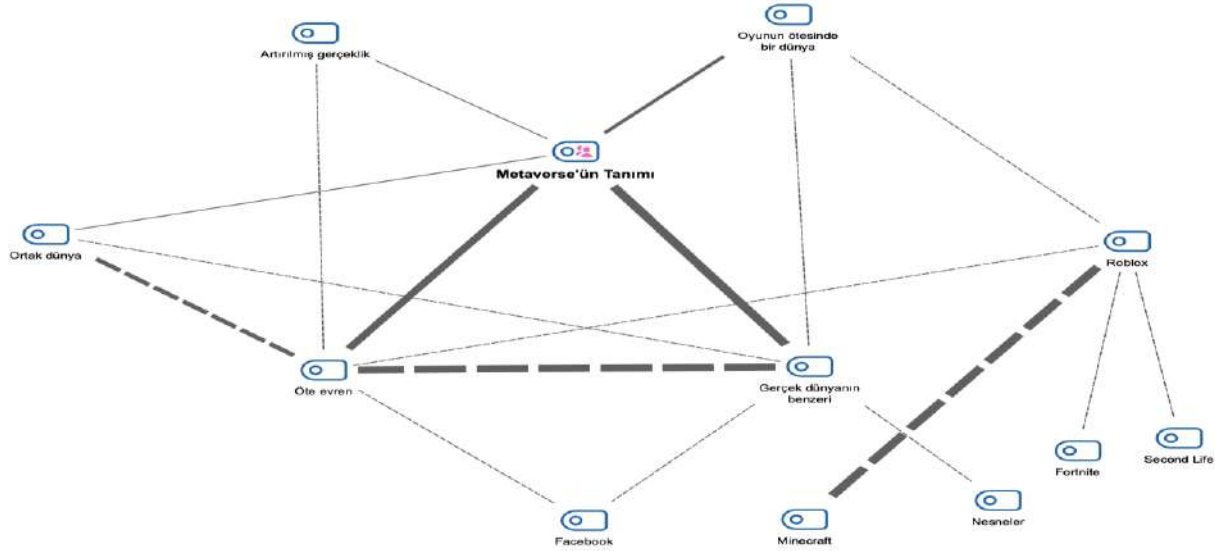 Artırılmış gerçeklik
Oyunun ötesinde
bir dünya
Metaverse'ün Tanımı
Ortak dünya
Roblox
Öte evren
Gerçek dünyanın
benzeri
Fortnite
Second Life
Nesneler
Facebook
Minecraft